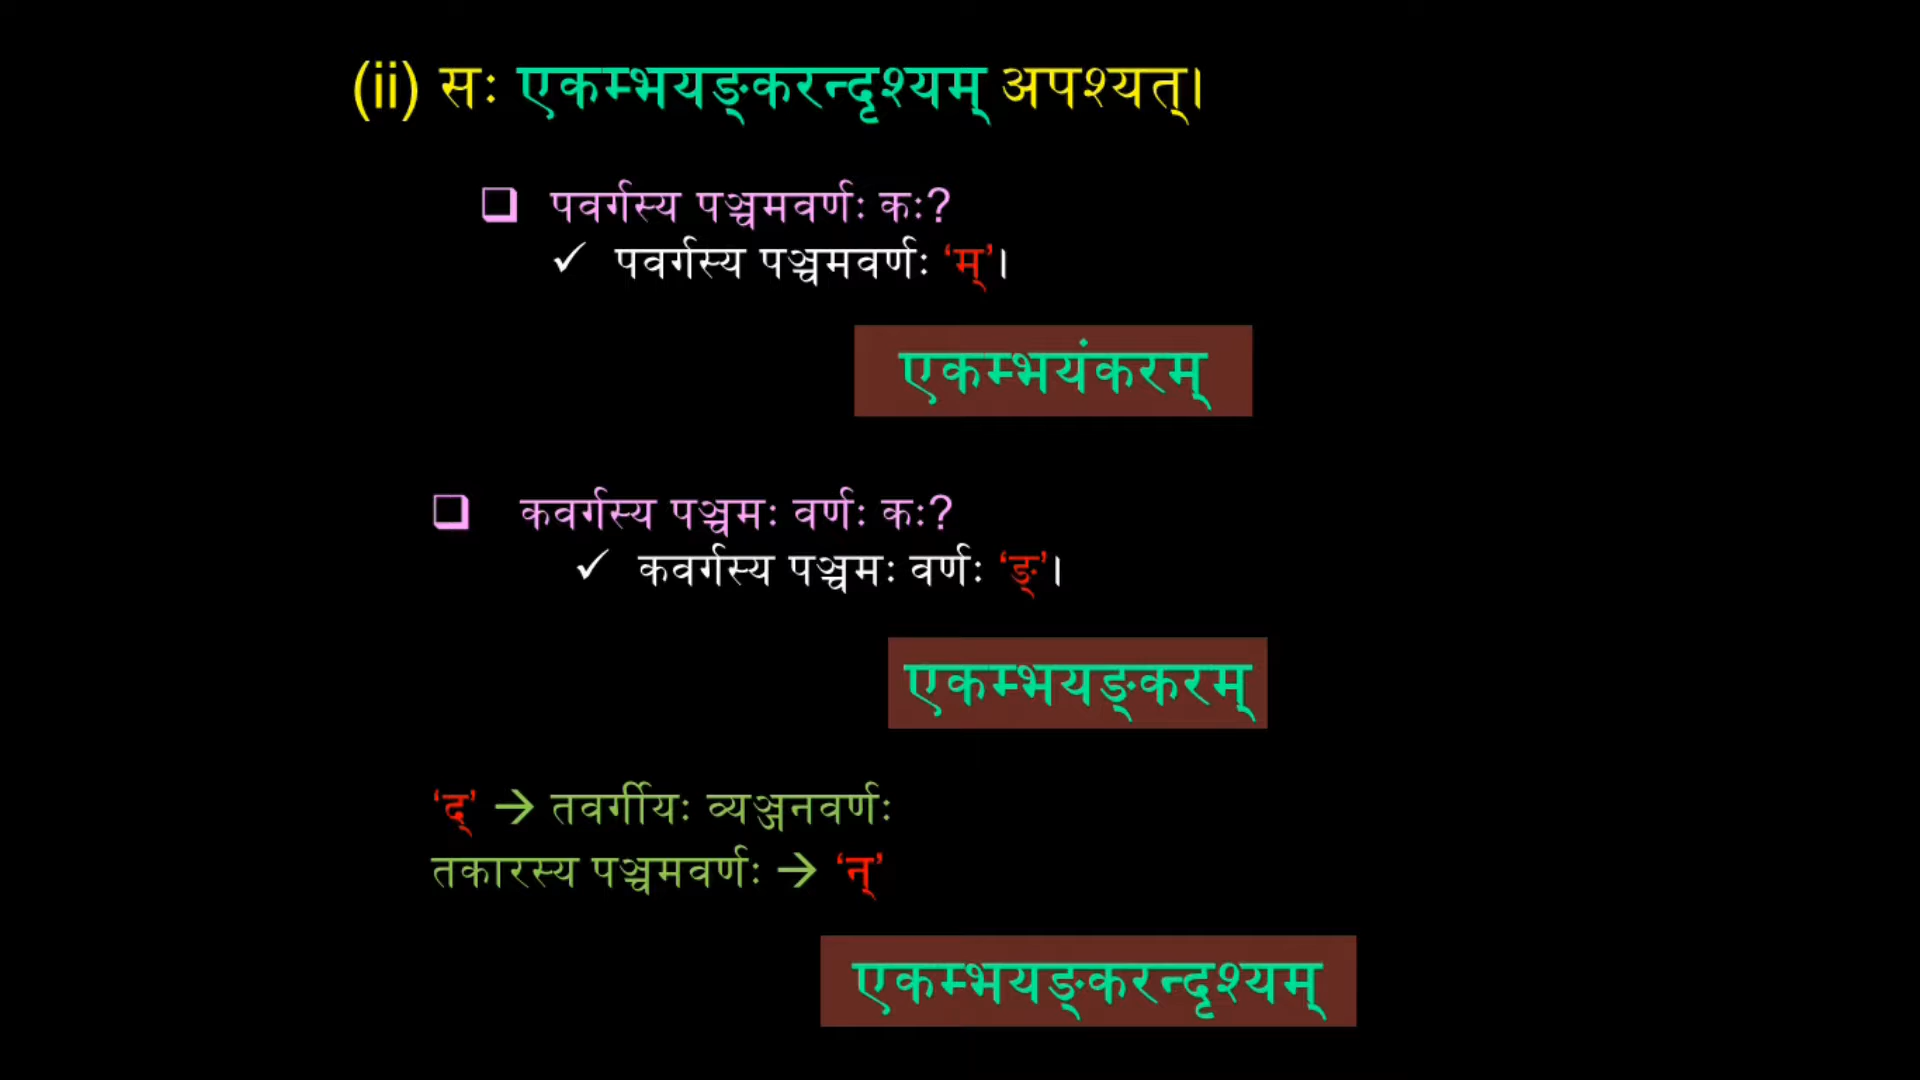 (ii) सः एकम्भयङ्करन्दृश्यम् अपश्यत्।
❑ पवर्गस्य पञ्चमवर्णः कः?
✓ पवर्गस्य पञ्चमवर्णः ‘म्’।
एकम्भयंकरम्
❑ कवर्गस्य पञ्चमः वर्णः कः?
✓ कवर्गस्य पञ्चमः वर्णः ‘ङ्’।
एकम्भयङ्करम्
‘द्’ → तवर्गीयः व्यञ्जनवर्णः
तकारस्य पञ्चमवर्णः → ‘न्’
एकम्भयङ्करन्दृश्यम्